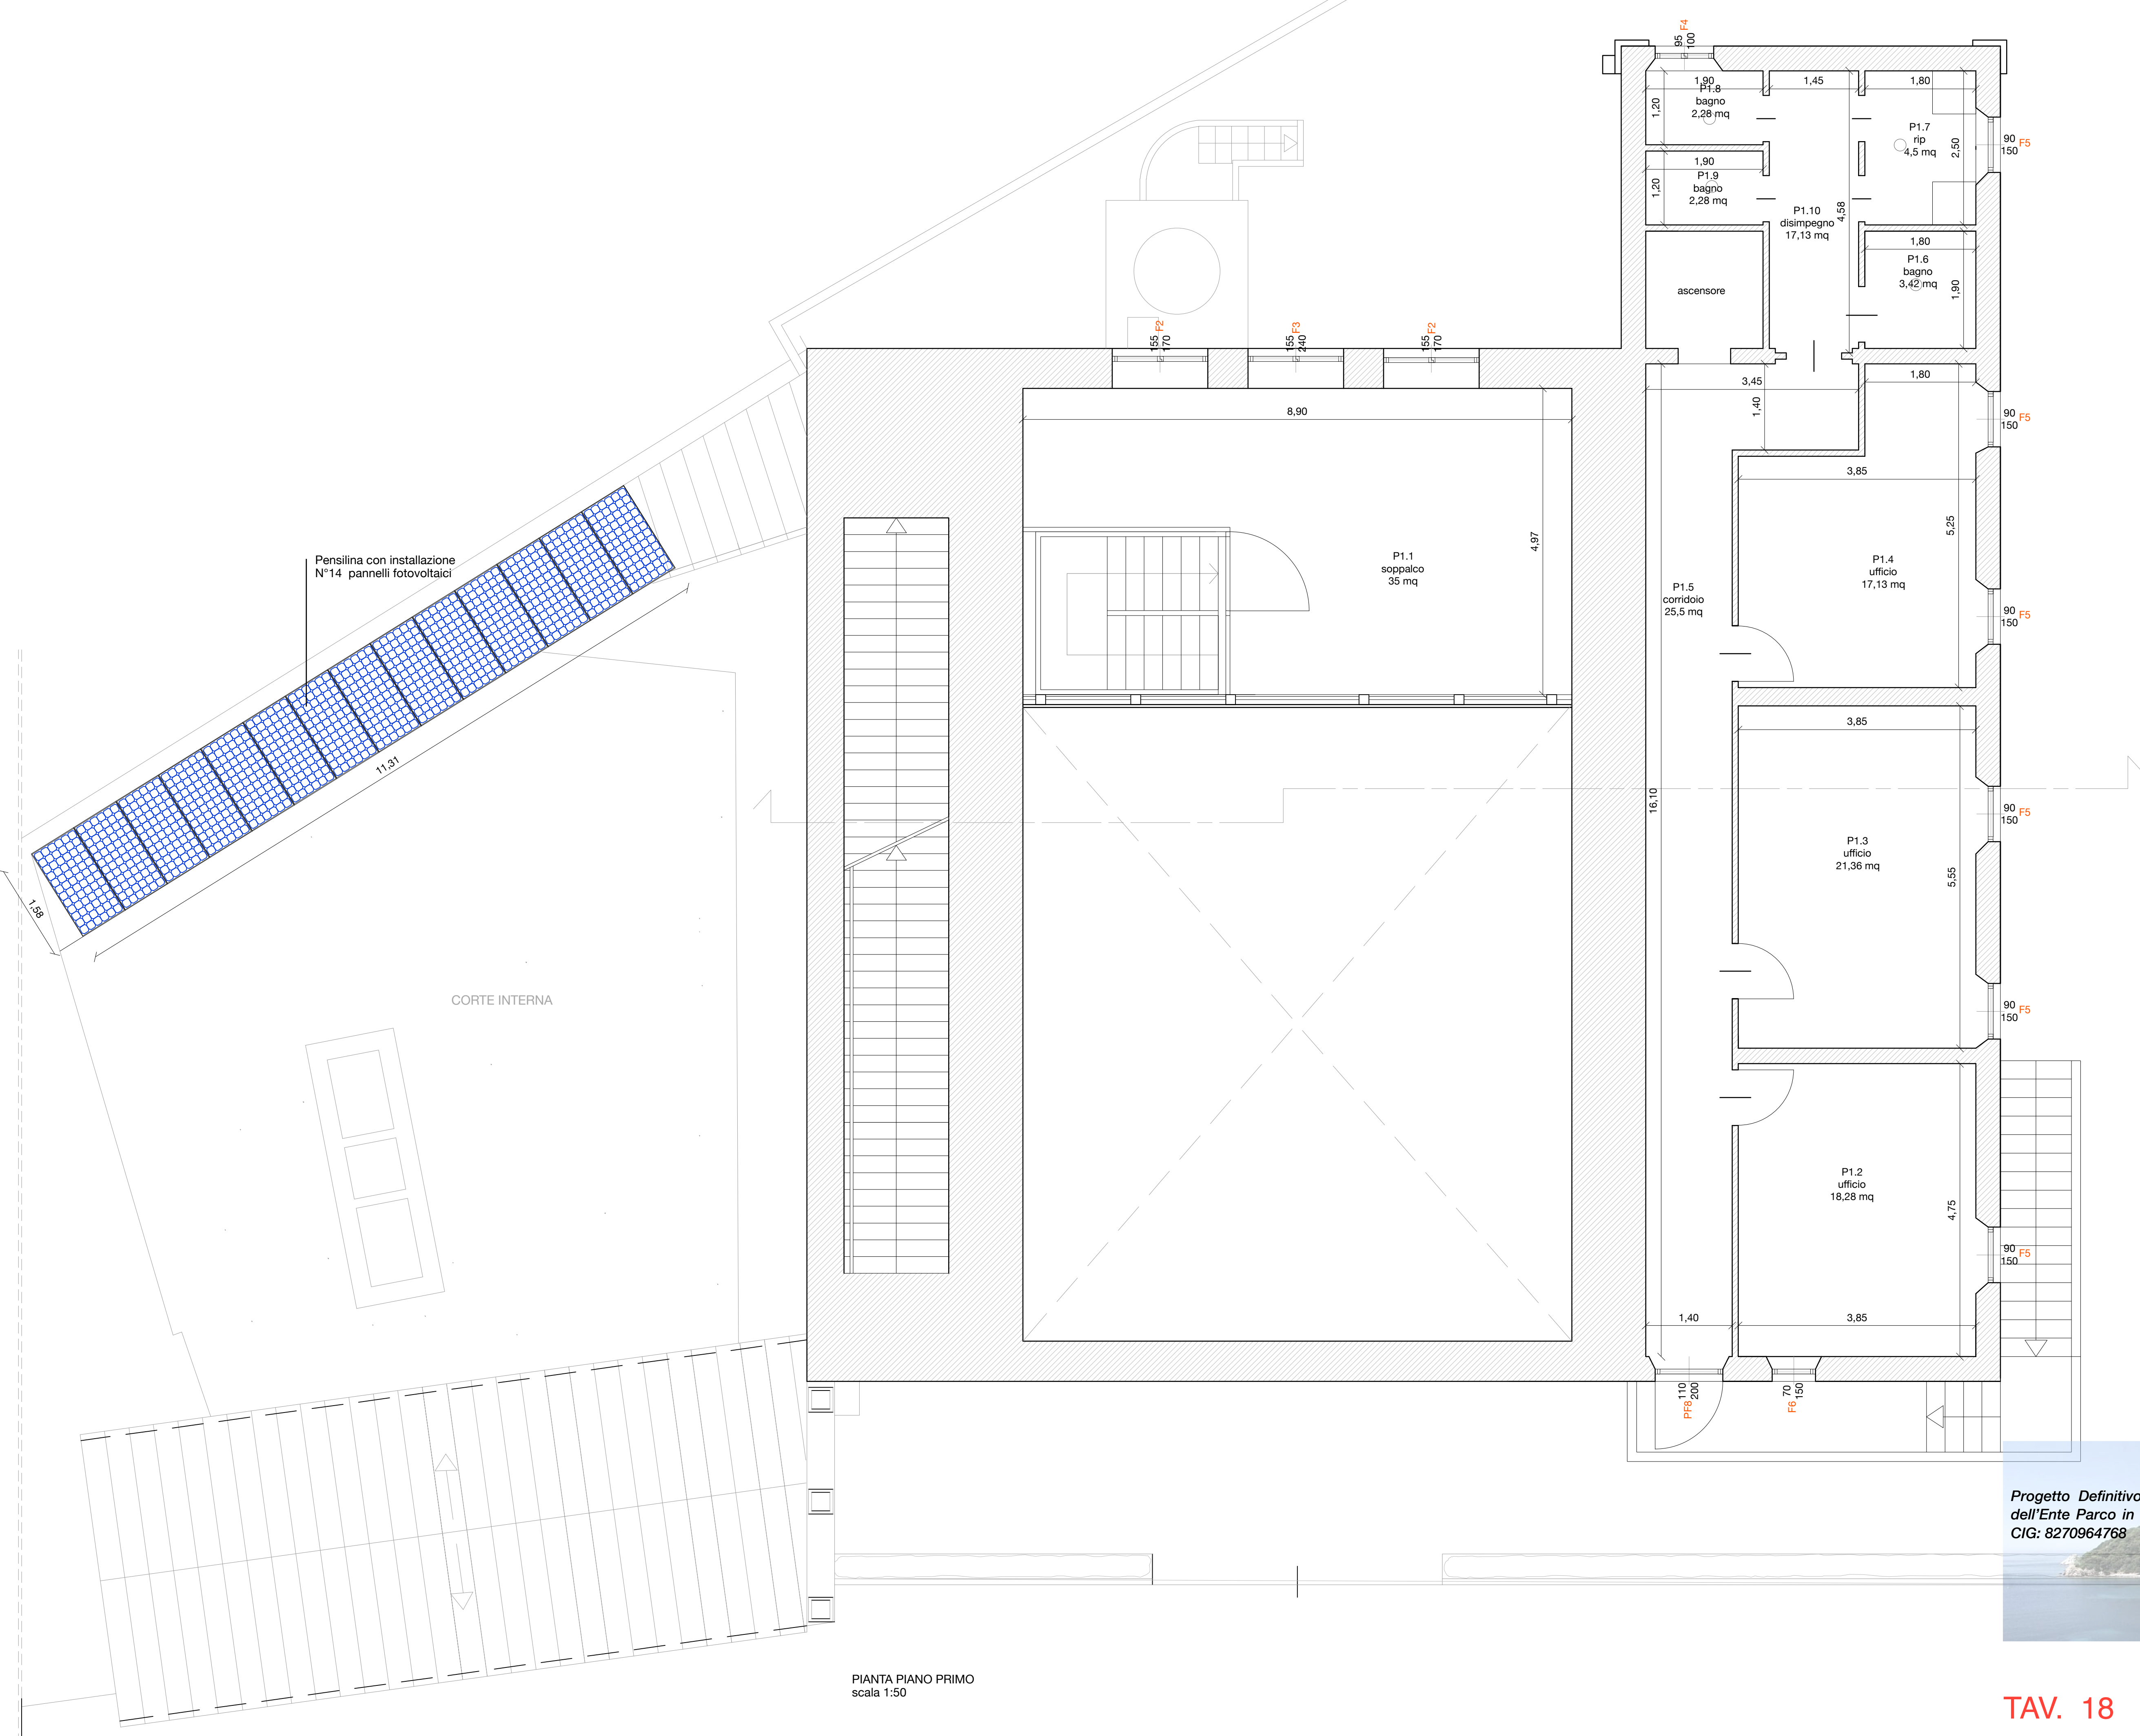 95
100
F4
1,90
P1.8
bagno
2,28 mq
1,20
1,45
1,80
P1.7
rip
4,5 mq
2,50
90
150
F5
1,90
P1.9
bagno
2,28 mq
1,20
P1.10
disimpegno
17,13 mq
4,58
1,80
P1.6
bagno
3,42 mq
1,90
ascensore
155
170
F2
155
240
F3
155
170
F2
8,90
3,45
1,40
1,80
90
150
F5
3,85
5,25
4,97
P1.1
soppalco
35 mq
P1.4
ufficio
17,13 mq
P1.5
corridoio
25,5 mq
90
150
F5
Pensilina con installazione
N°14 pannelli fotovoltaici
11,31
1,58
3,85
16,10
90
150
F5
P1.3
ufficio
21,36 mq
5,55
CORTE INTERNA
90
150
F5
P1.2
ufficio
18,28 mq
4,75
90
150
F5
1,40
3,85
110
200
PF8
70
150
F6
Progetto Definitivo
dell'Ente Parco in
CIG: 8270964768
PIANTA PIANO PRIMO
scala 1:50
TAV. 18